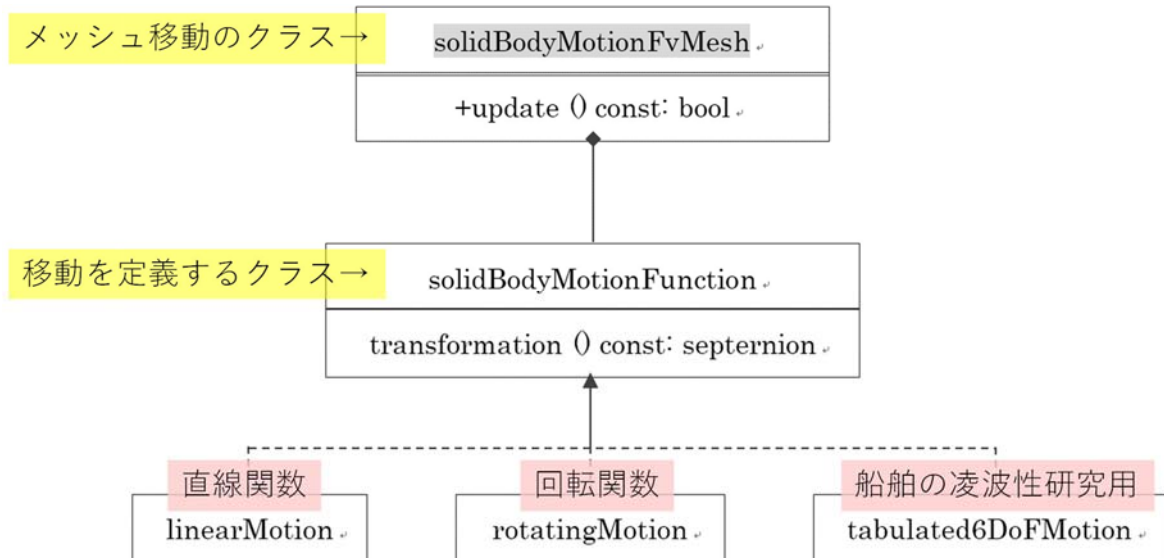 メッシュ移動のクラス→
solidBodyMotionFvMesh
+update () const: bool
移動を定義するクラス→
solidBodyMotionFunction
transformation () const: septernion
直線関数
linearMotion
回転関数
rotatingMotion
船舶の凌波性研究用
tabulated6DoFMotion